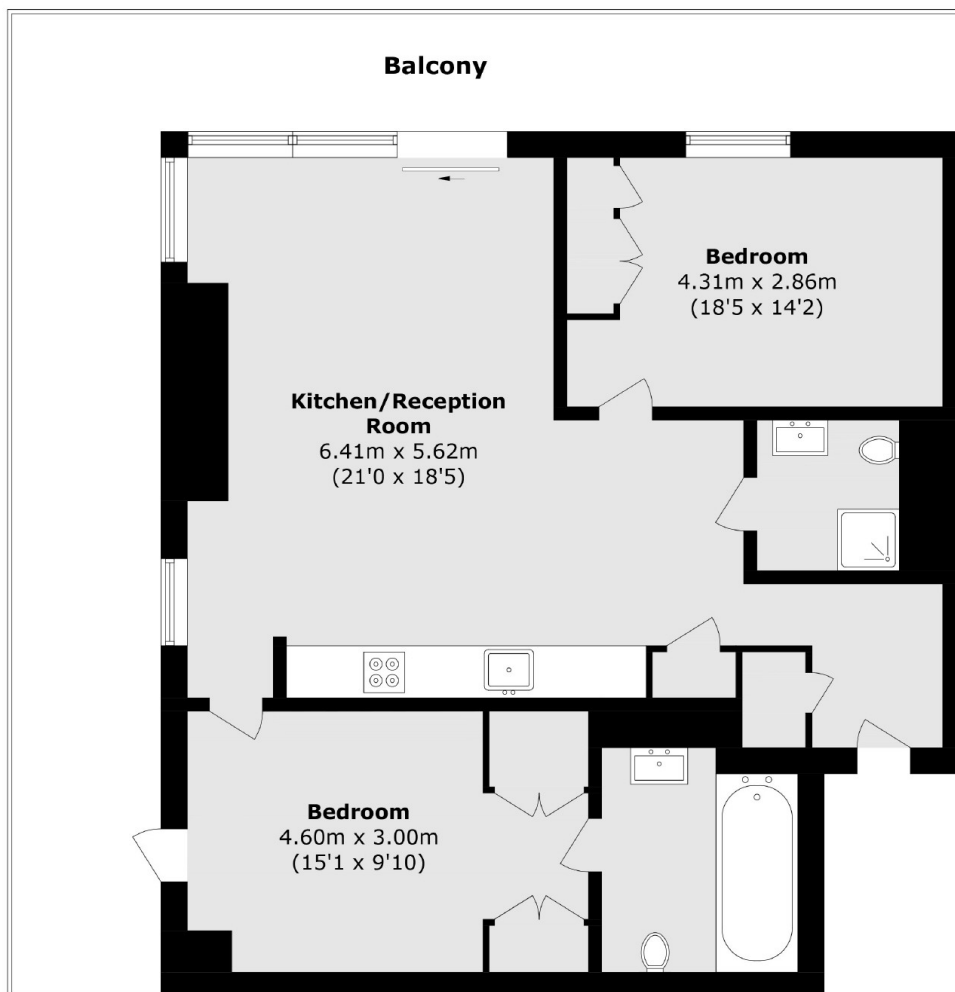 Balcony
Bedroom
4.31m x 2.86m
(18'5 x 14'2)
Kitchen/Reception
Room
6.41m x 5.62m
(21'0 x 18'5)
Bedroom
4.60m x 3.00m
(15'1 x 9'10)